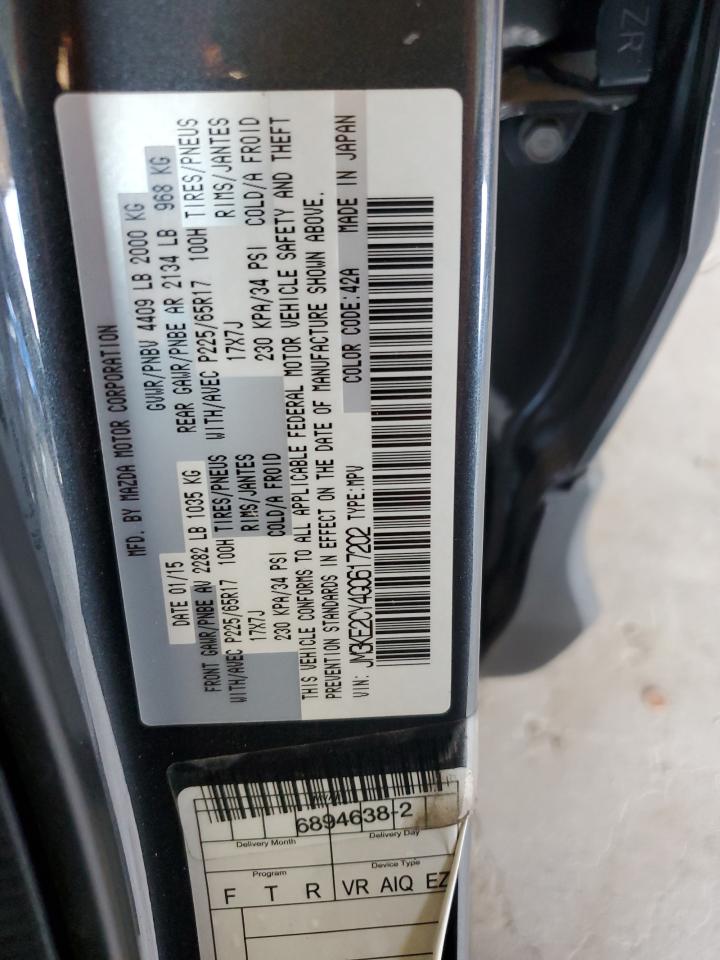 MFD. BY MAZDA MOTOR CORPORATION
DATE 01/15 GVWR/PNBV 4409 LB 2000 KG
FRONT GAWR/PNBE AV 2282 LB 1035 KG REAR GAWR/PNBE AR 2134 LB 968 KG
WITH/AVEC P225/65R17 100H TIRES/PNEUS WITH/AVEC P225/65R17 100H TIRES/PNEUS
17X7J RIMS/JANTES 17X7J RIMS/JANTES
230 KPA/34 PSI COLD/A FROID 230 KPA/34 PSI COLD/A FROID
THIS VEHICLE CONFORMS TO ALL APPLICABLE FEDERAL MOTOR VEHICLE SAFETY AND THEFT
PREVENTION STANDARDS IN EFFECT ON THE DATE OF MANUFACTURE SHOWN ABOVE.
VIN: JM3KE2CY4G0617202 TYPE:MPV COLOR CODE:42A MADE IN JAPAN
6894638-2
Delivery Month Delivery Day
Program Device Type
F T R VR AIQ EZ
ZR